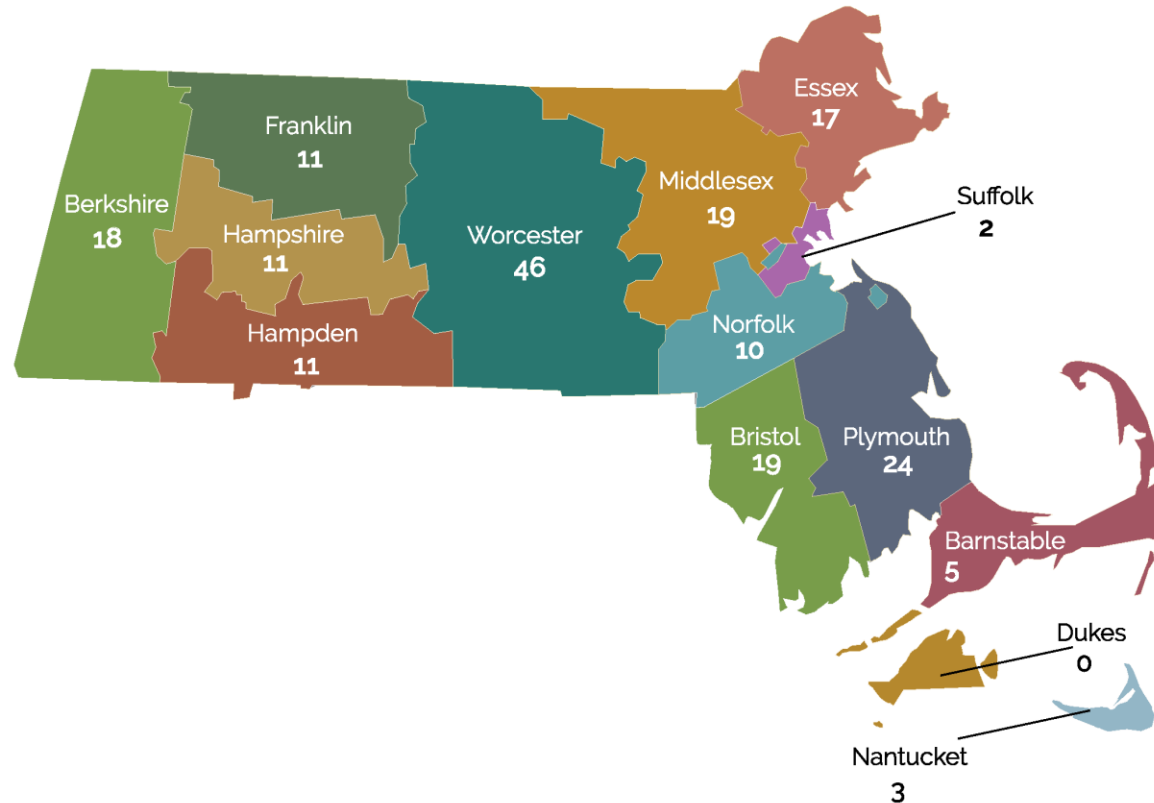 Essex
17
Franklin
11
Middlesex
19
Suffolk
2
Berkshire
18
Hampshire
11
Worcester
46
Hampden
11
Norfolk
10
Bristol
19
Plymouth
24
Barnstable
5
Dukes
0
Nantucket
3